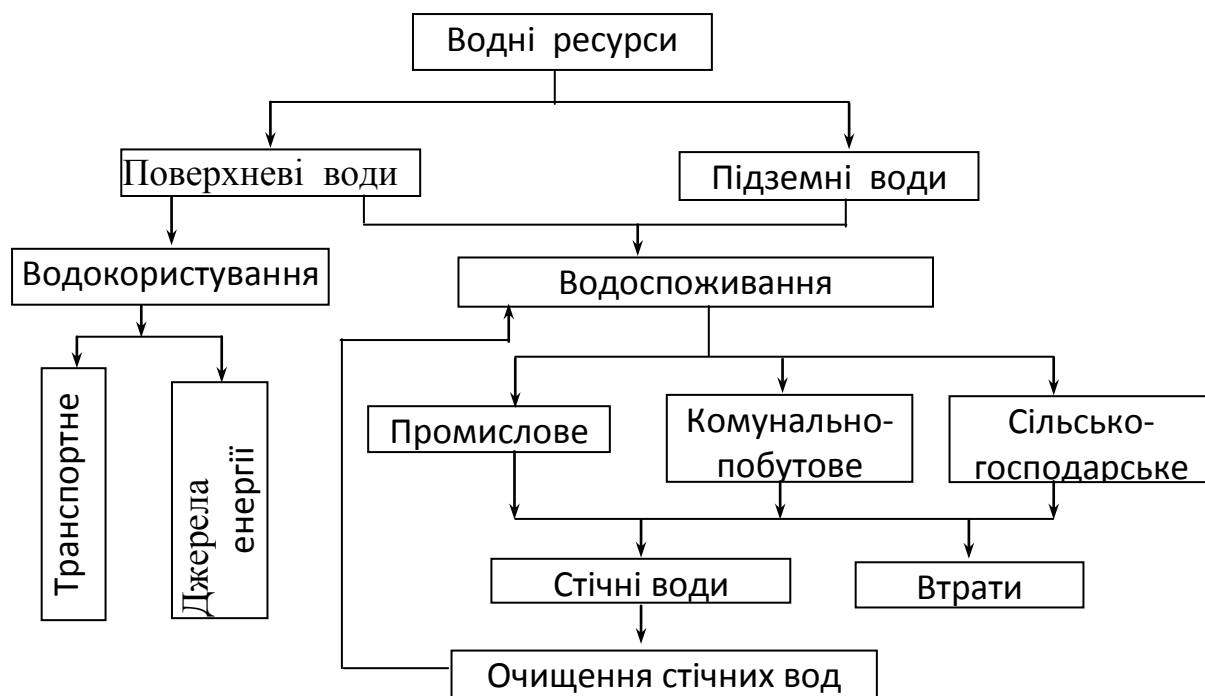 Водні ресурси
Поверхневі води
Підземні води
Водокористування
Водоспоживання
Транспортне
Джерела
енергії
Промислове
Комунально-
побутове
Сільсько-
господарське
Стічні води
Втрати
Очищення стічних вод